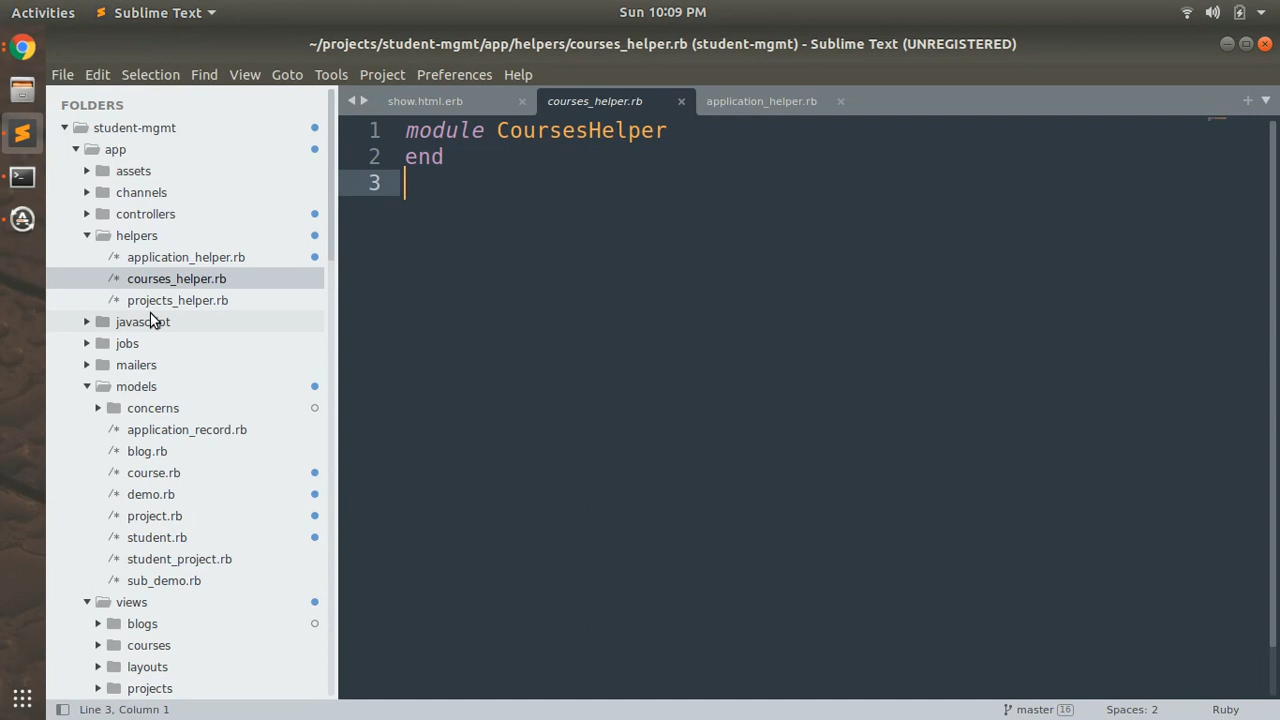 Activities
Sublime Text
Sun 10:09 PM
~/projects/student-mgmt/app/helpers/courses_helper.rb (student-mgmt) - Sublime Text (UNREGISTERED)
File Edit Selection Find View Goto Tools Project Preferences Help
FOLDERS
student-mgmt
app
assets
channels
controllers
helpers
/* application_helper.rb
/* courses_helper.rb
/* projects_helper.rb
javascript
jobs
mailers
models
concerns
/* application_record.rb
/* blog.rb
/* course.rb
/* demo.rb
/* project.rb
/* student.rb
/* student_project.rb
/* sub_demo.rb
views
blogs
courses
layouts
projects
show.html.erb
courses_helper.rb
application_helper.rb
1 module CoursesHelper
2 end
3
Line 3, Column 1
master 16
Spaces: 2
Ruby